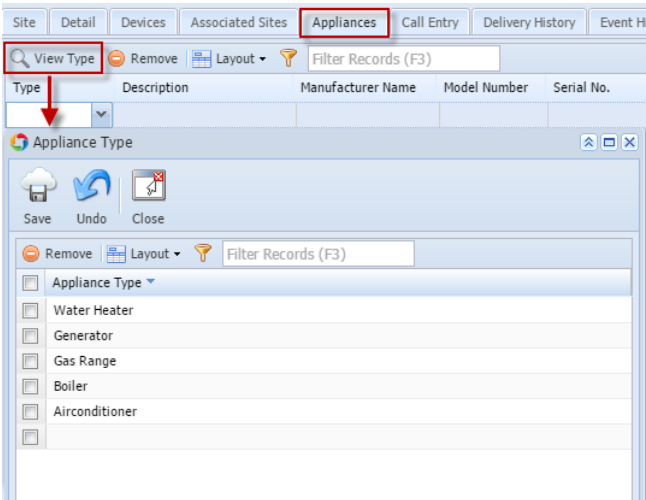 Site Detail Devices Associated Sites Appliances Call Entry Delivery History Event H
View Type Remove Layout Filter Records (F3)
Type Description Manufacturer Name Model Number Serial No.
Appliance Type
Save Undo Close
Remove Layout Filter Records (F3)
Appliance Type
Water Heater
Generator
Gas Range
Boiler
Airconditioner